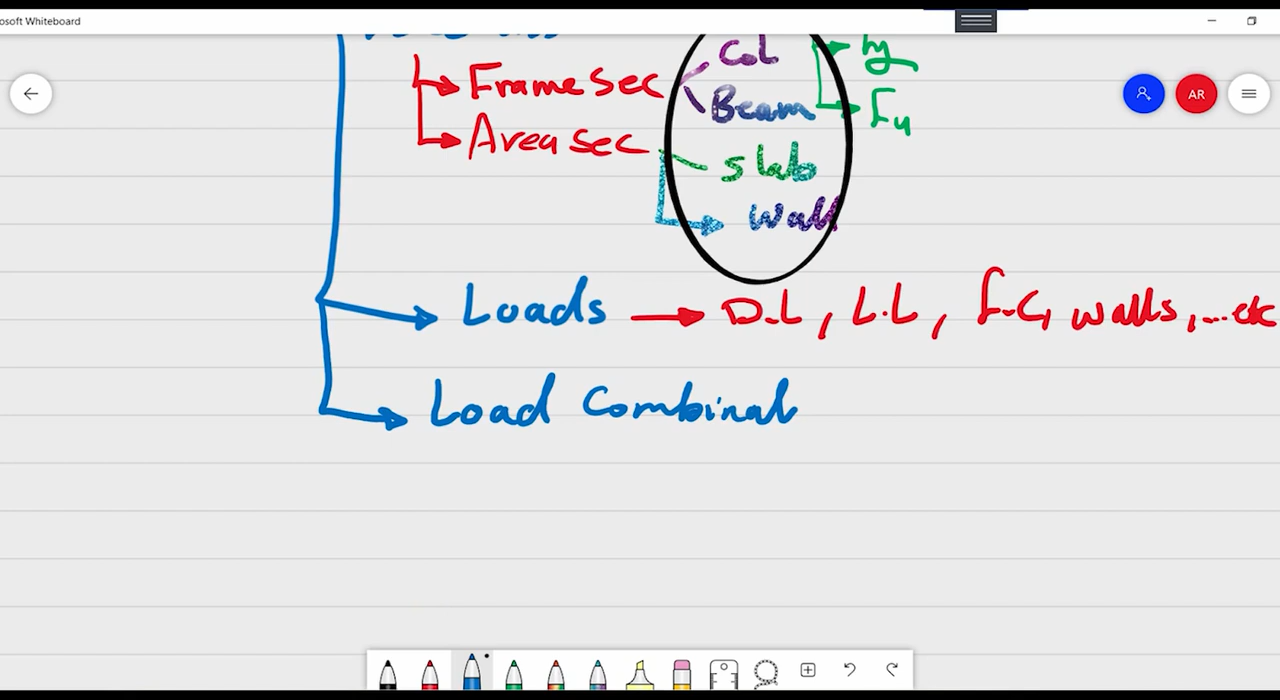 osoft Whiteboard
Col
Fy
Frame Sec
Beam
Fu
AR
Area Sec
Slab
Wall
Loads → D.L, L.L, F.C, walls, ...etc
Load Combinat